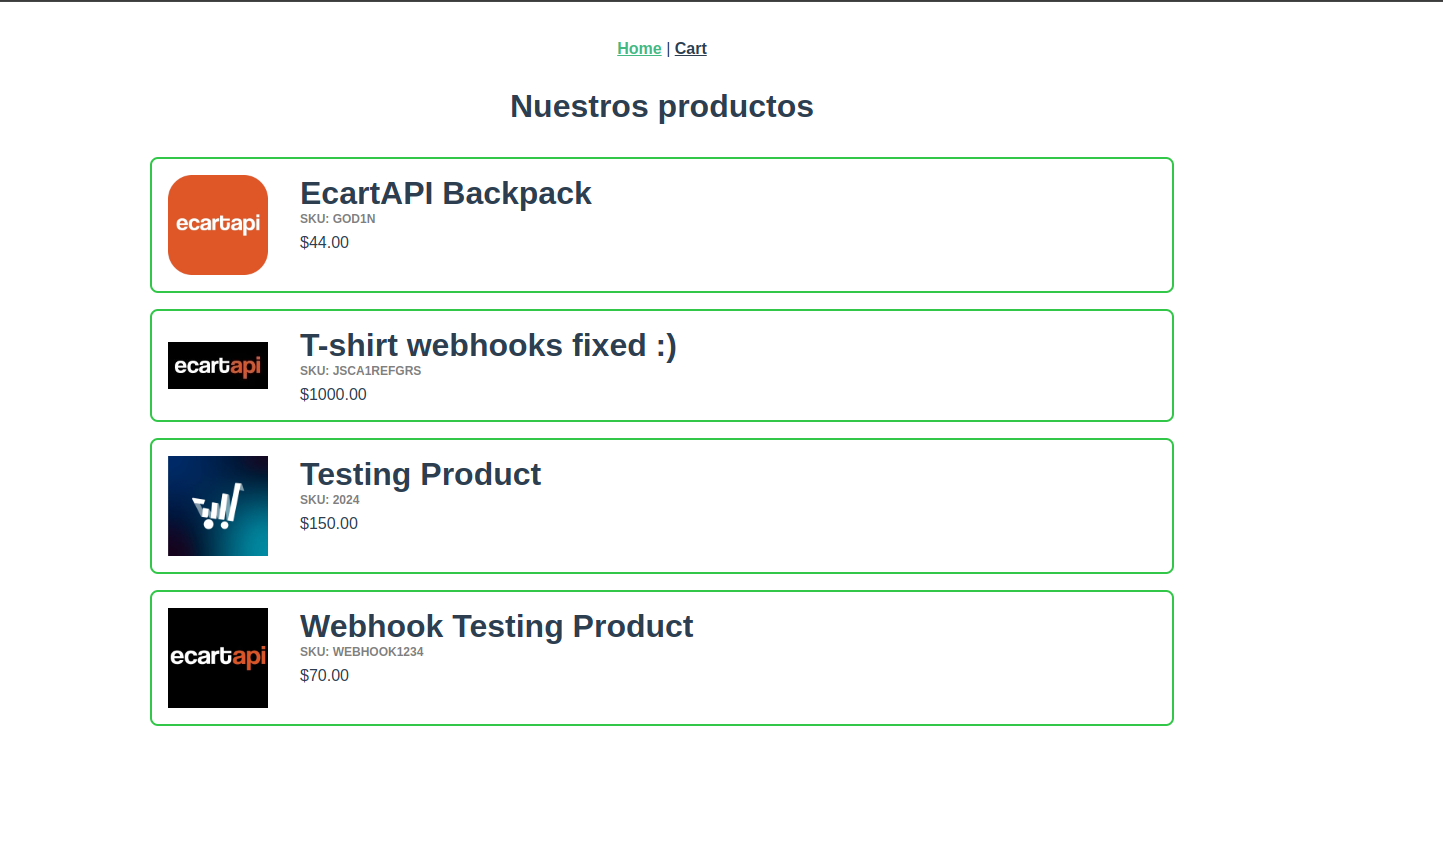 Home | Cart
Nuestros productos
ecartapi
EcartAPI Backpack
SKU: GOD1N
$44.00
ecartapi
T-shirt webhooks fixed :)
SKU: JSCA1REFGRS
$1000.00
Testing Product
SKU: 2024
$150.00
ecartapi
Webhook Testing Product
SKU: WEBHOOK1234
$70.00